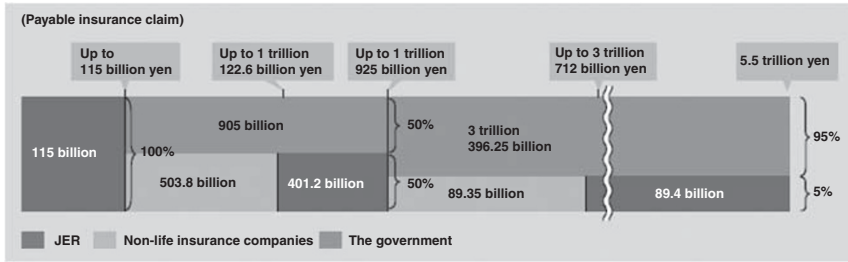 (Payable insurance claim)
Up to
115 billion yen
Up to 1 trillion
122.6 billion yen
Up to 1 trillion
925 billion yen
Up to 3 trillion
712 billion yen
5.5 trillion yen
115 billion
100%
905 billion
503.8 billion
401.2 billion
50%
50%
3 trillion
396.25 billion
89.35 billion
89.4 billion
95%
5%
JER
Non-life insurance companies
The government